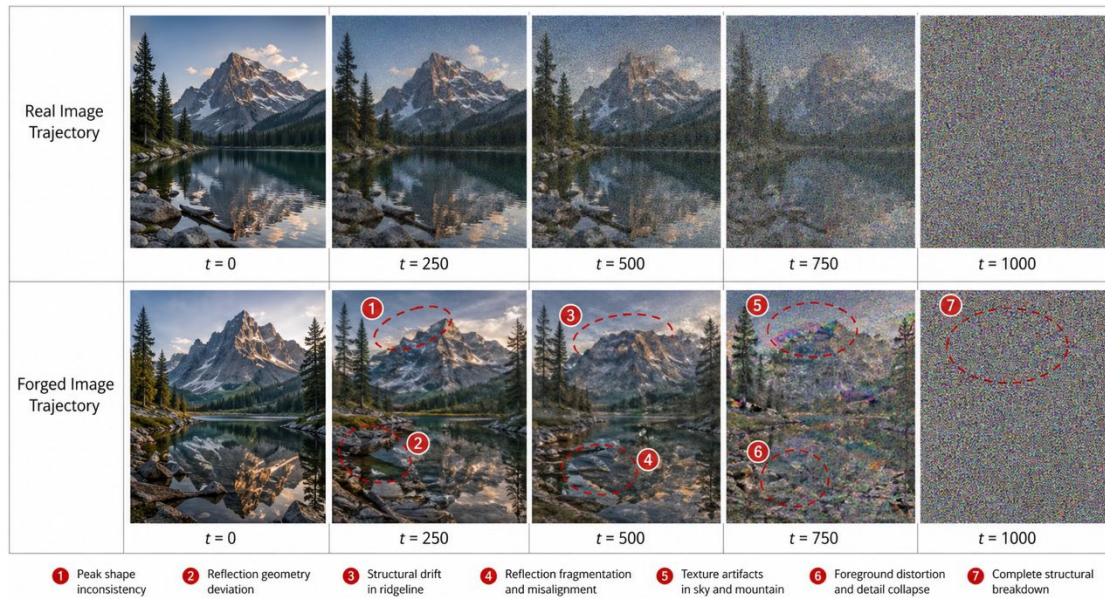 Real Image
Trajectory
t = 0
t = 250
t = 500
t = 750
t = 1000
Forged Image
Trajectory
1
2
3
4
5
6
7
t = 0
t = 250
t = 500
t = 750
t = 1000
1 Peak shape
inconsistency
2 Reflection geometry
deviation
3 Structural drift
in ridgeline
4 Reflection fragmentation
and misalignment
5 Texture artifacts
in sky and mountain
6 Foreground distortion
and detail collapse
7 Complete structural
breakdown